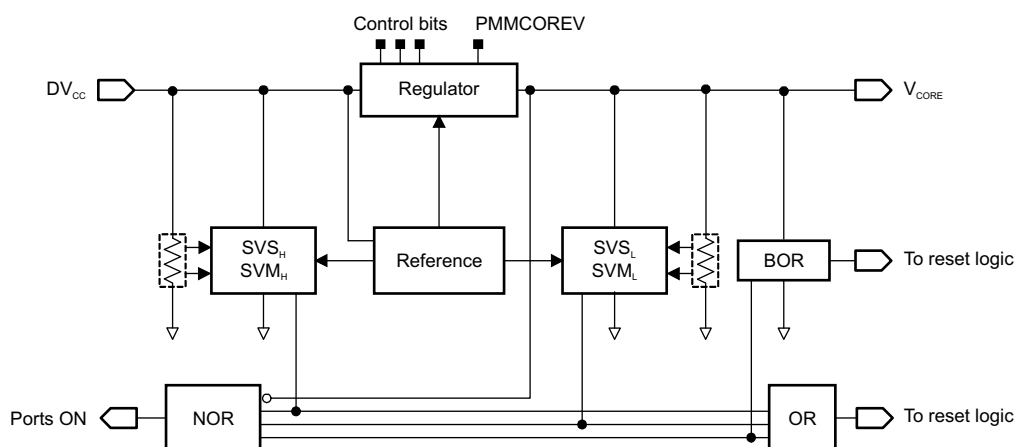 Control bits
PMMCOREV
DVCC
Regulator
VCORE
SVSH
SVMH
Reference
SVSL
SVML
BOR
To reset logic
Ports ON
NOR
OR
To reset logic